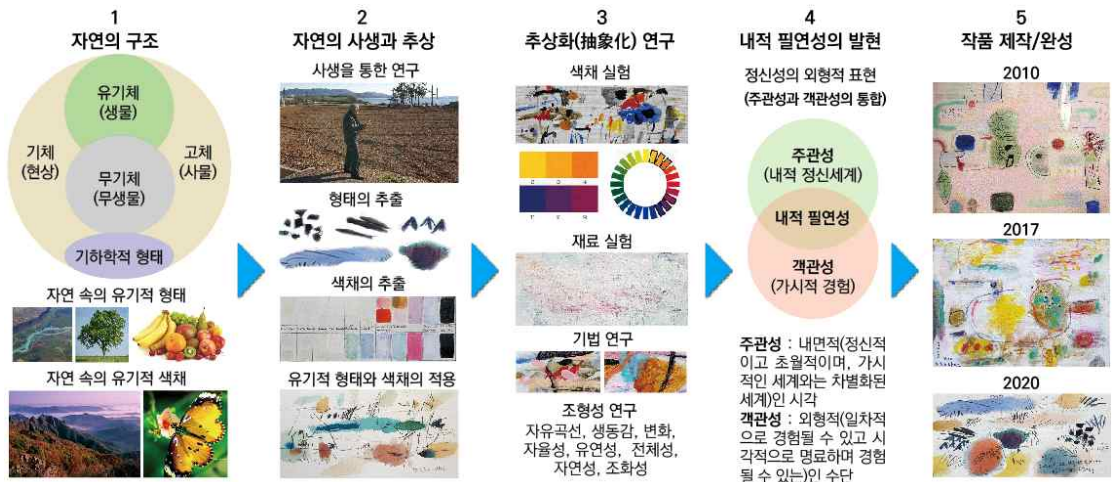 1
자연의 구조
유기체
(생물)
기체
(현상)
고체
(사물)
무기체
(무생물)
기하학적 형태
자연 속의 유기적 형태
자연 속의 유기적 색채
2
자연의 사생과 추상
사생을 통한 연구
형태의 추출
색채의 추출
유기적 형태와 색채의 적용
3
추상화(抽象化) 연구
색채 실험
재료 실험
기법 연구
조형성 연구
자유곡선, 생동감, 변화,
자율성, 유연성, 전체성,
자연성, 조화성
4
내적 필연성의 발현
정신성의 외형적 표현
(주관성과 객관성의 통합)
주관성
(내적 정신세계)
내적 필연성
객관성
(가시적 경험)
주관성 : 내면적(정신적
이고 초월적이며, 가시
적인 세계와는 차별화된
세계)인 시각
객관성 : 외형적(일차적
으로 경험될 수 있고 시
각적으로 명료하며 경험
될 수 있는)인 수단
5
작품 제작/완성
2010
2017
2020